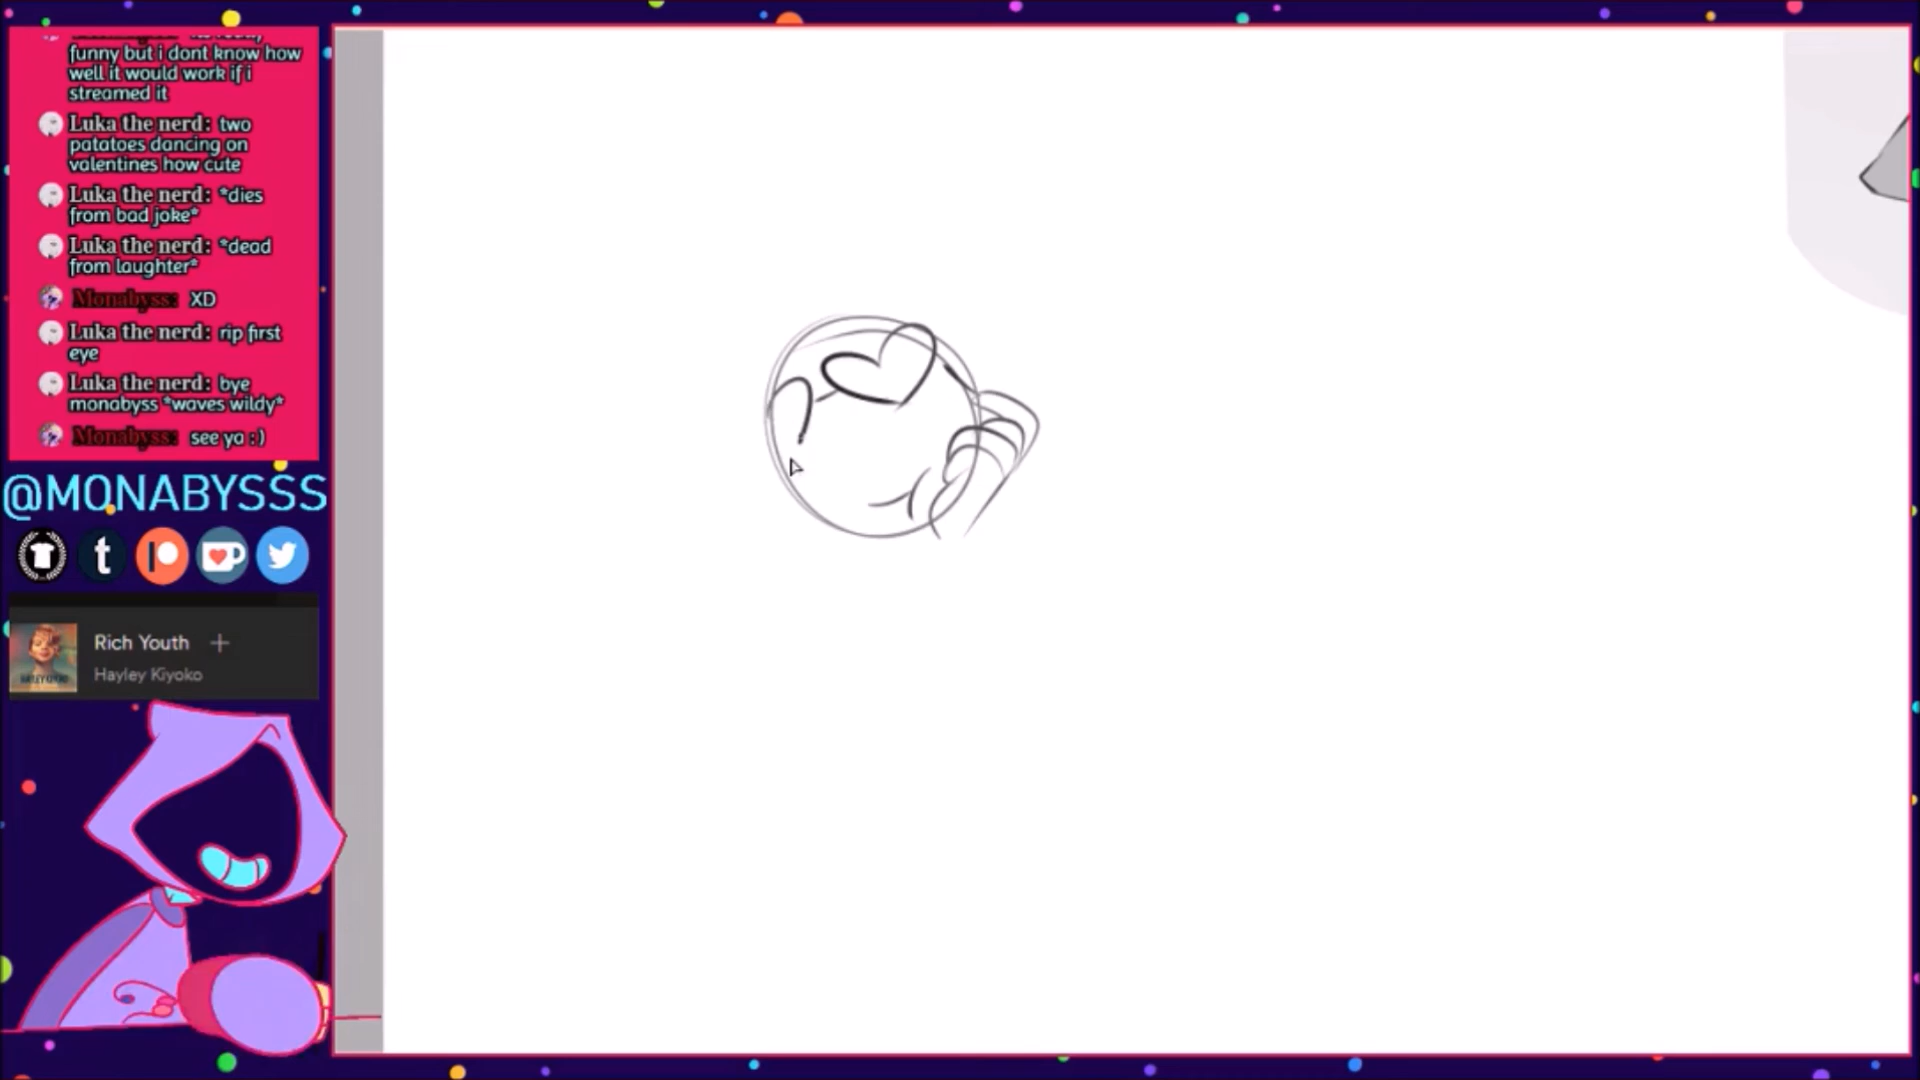 funny but i dont know how
well it would work if i
streamed it
Luka the nerd: two
patatoes dancing on
valentines how cute
Luka the nerd: *dies
from bad joke*
Luka the nerd: *dead
from laughter*
Monabyss: XD
Luka the nerd: rip first
eye
Luka the nerd: bye
monabyss *waves wildy*
Monabyss: see ya :)
@MONABYSSS
Rich Youth +
Hayley Kiyoko